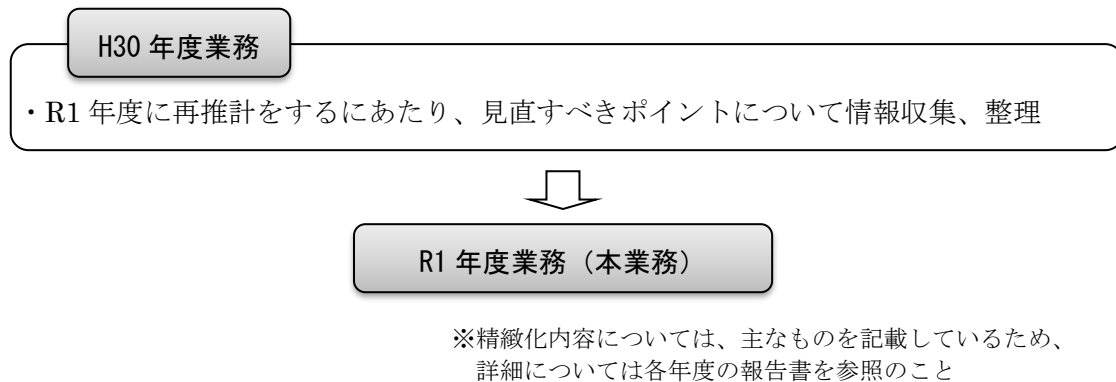 H30 年度業務
・R1 年度に再推計をするにあたり、見直すべきポイントについて情報収集、整理
R1 年度業務（本業務）
※精緻化内容については、主なものを記載しているため、
詳細については各年度の報告書を参照のこと